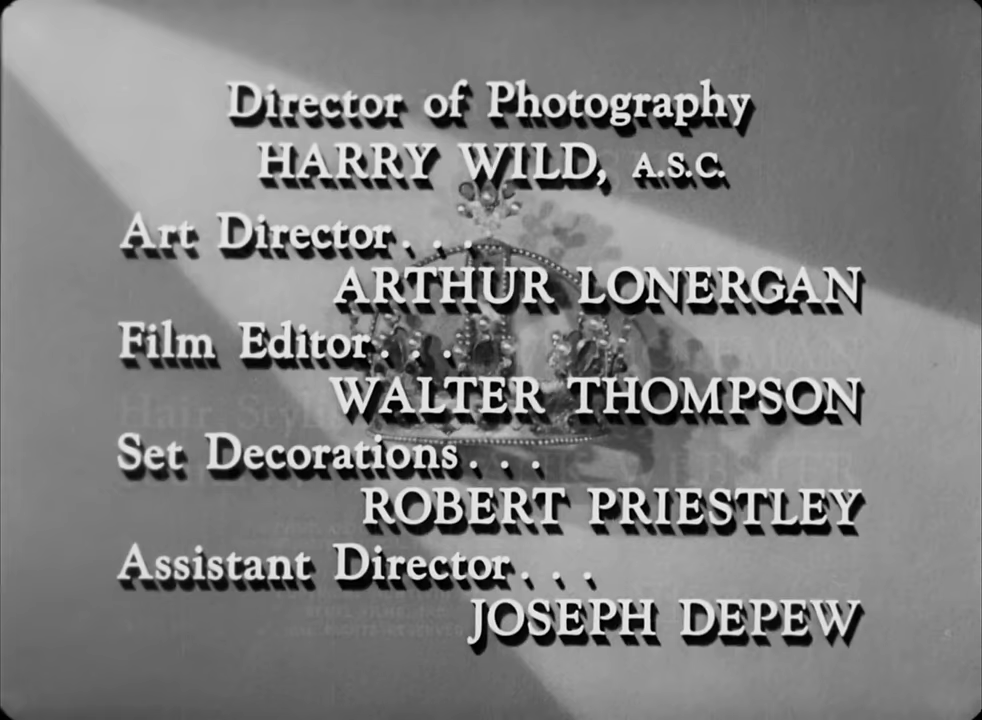 Director of Photography
HARRY WILD, A.S.C.
Art Director...
ARTHUR LONERGAN
Film Editor...
WALTER THOMPSON
Set Decorations...
ROBERT PRIESTLEY
Assistant Director...
JOSEPH DEPEW